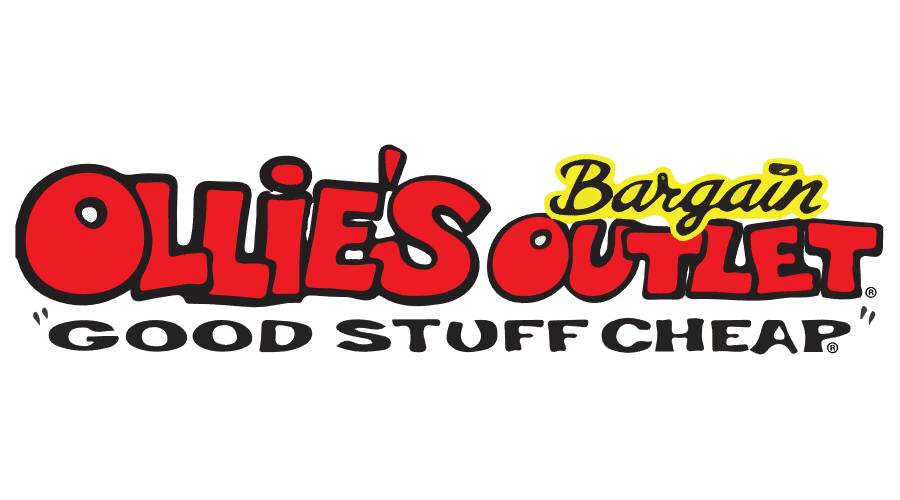 OLLiE'S Bargain OUTLET®
"GOOD STUFF CHEAP"®